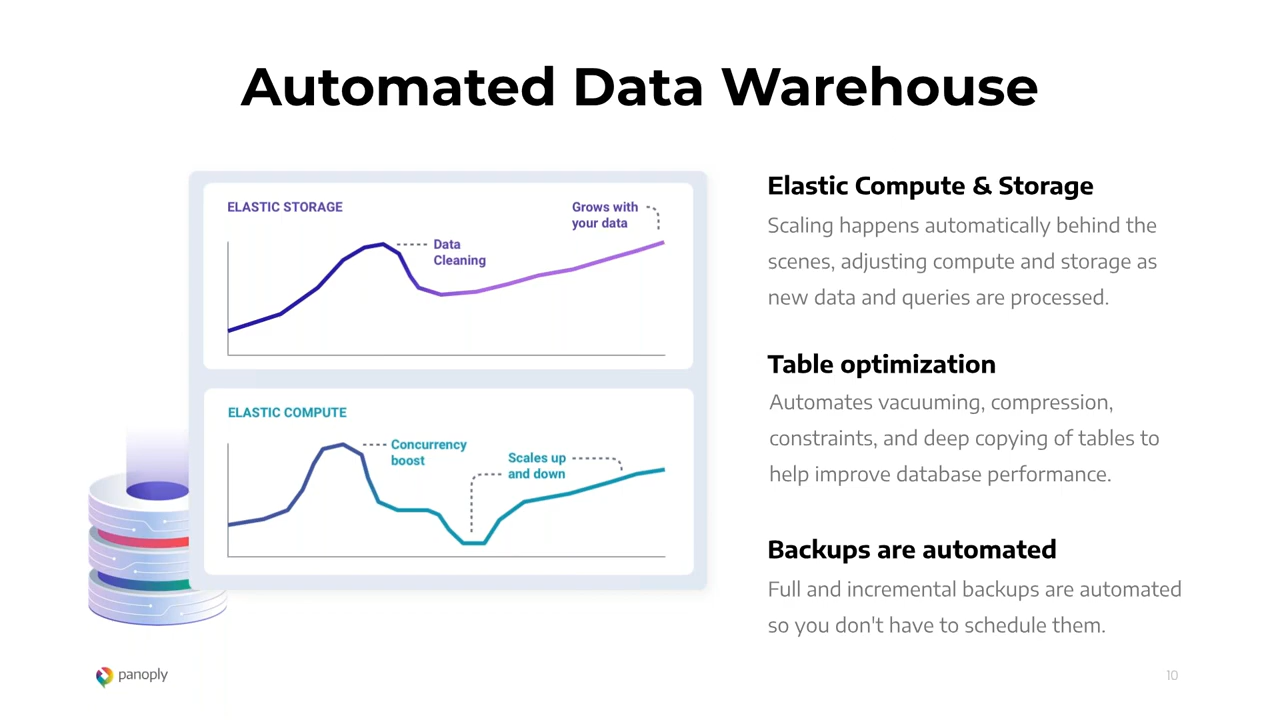 Automated Data Warehouse
ELASTIC STORAGE
Grows with
your data
Data
Cleaning
ELASTIC COMPUTE
Concurrency
boost
Scales up
and down
Elastic Compute & Storage
Scaling happens automatically behind the
scenes, adjusting compute and storage as
new data and queries are processed.
Table optimization
Automates vacuuming, compression,
constraints, and deep copying of tables to
help improve database performance.
Backups are automated
Full and incremental backups are automated
so you don't have to schedule them.
panoply
10